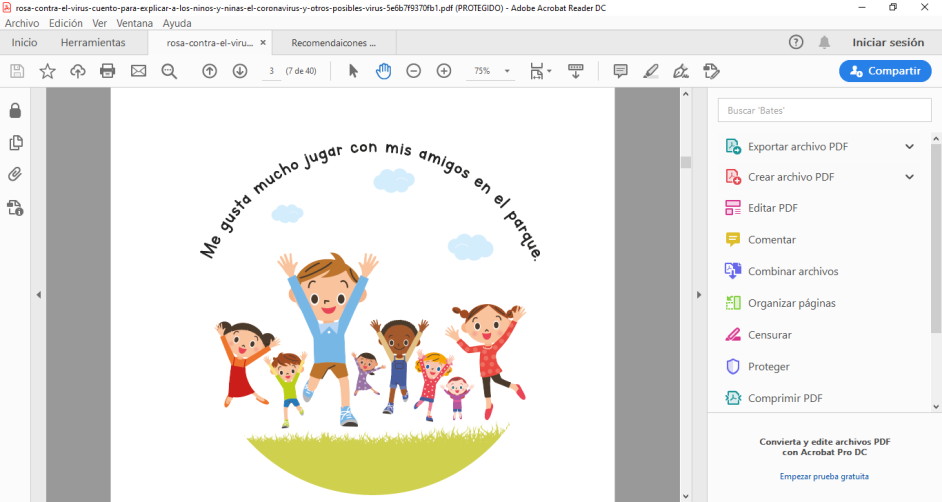 rosa-contra-el-virus-cuento-para-explicar-a-los-ninos-y-ninas-el-coronavirus-y-otros-posibles-virus-5e6b7f9370fb1.pdf (PROTEGIDO) - Adobe Acrobat Reader DC
Archivo Edición Ver Ventana Ayuda
Inicio Herramientas rosa-contra-el-viru... × Recomendaicones ... Iniciar sesión
3 (7 de 40) 75% Compartir
Me gusta mucho jugar con mis amigos en el parque.
Buscar 'Bates'
Exportar archivo PDF
Crear archivo PDF
Editar PDF
Comentar
Combinar archivos
Organizar páginas
Censurar
Proteger
Comprimir PDF
Convierta y edite archivos PDF
con Acrobat Pro DC
Empezar prueba gratuita